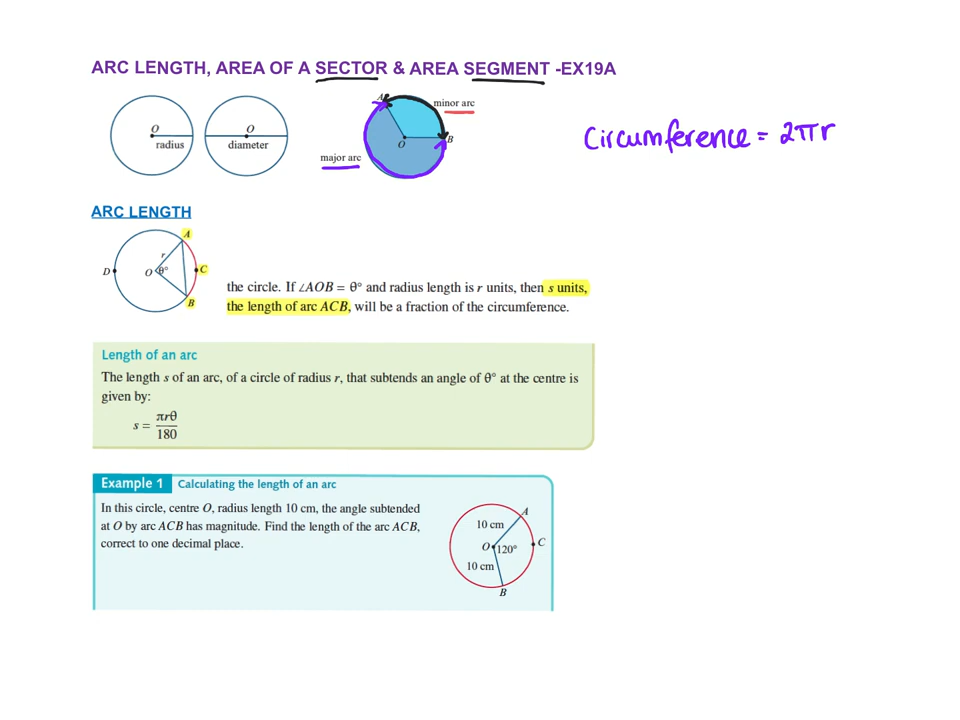 ARC LENGTH, AREA OF A SECTOR & AREA SEGMENT -EX19A
O
radius
O
diameter
A
minor arc
B
O
major arc
Circumference = 2πr
ARC LENGTH
A
r
D
O θ°
C
B
the circle. If ∠AOB = θ° and radius length is r units, then s units,
the length of arc ACB, will be a fraction of the circumference.
Length of an arc
The length s of an arc, of a circle of radius r, that subtends an angle of θ° at the centre is
given by:
s = πrθ/180
Example 1 Calculating the length of an arc
In this circle, centre O, radius length 10 cm, the angle subtended
at O by arc ACB has magnitude. Find the length of the arc ACB,
correct to one decimal place.
A
10 cm
O 120°
C
10 cm
B